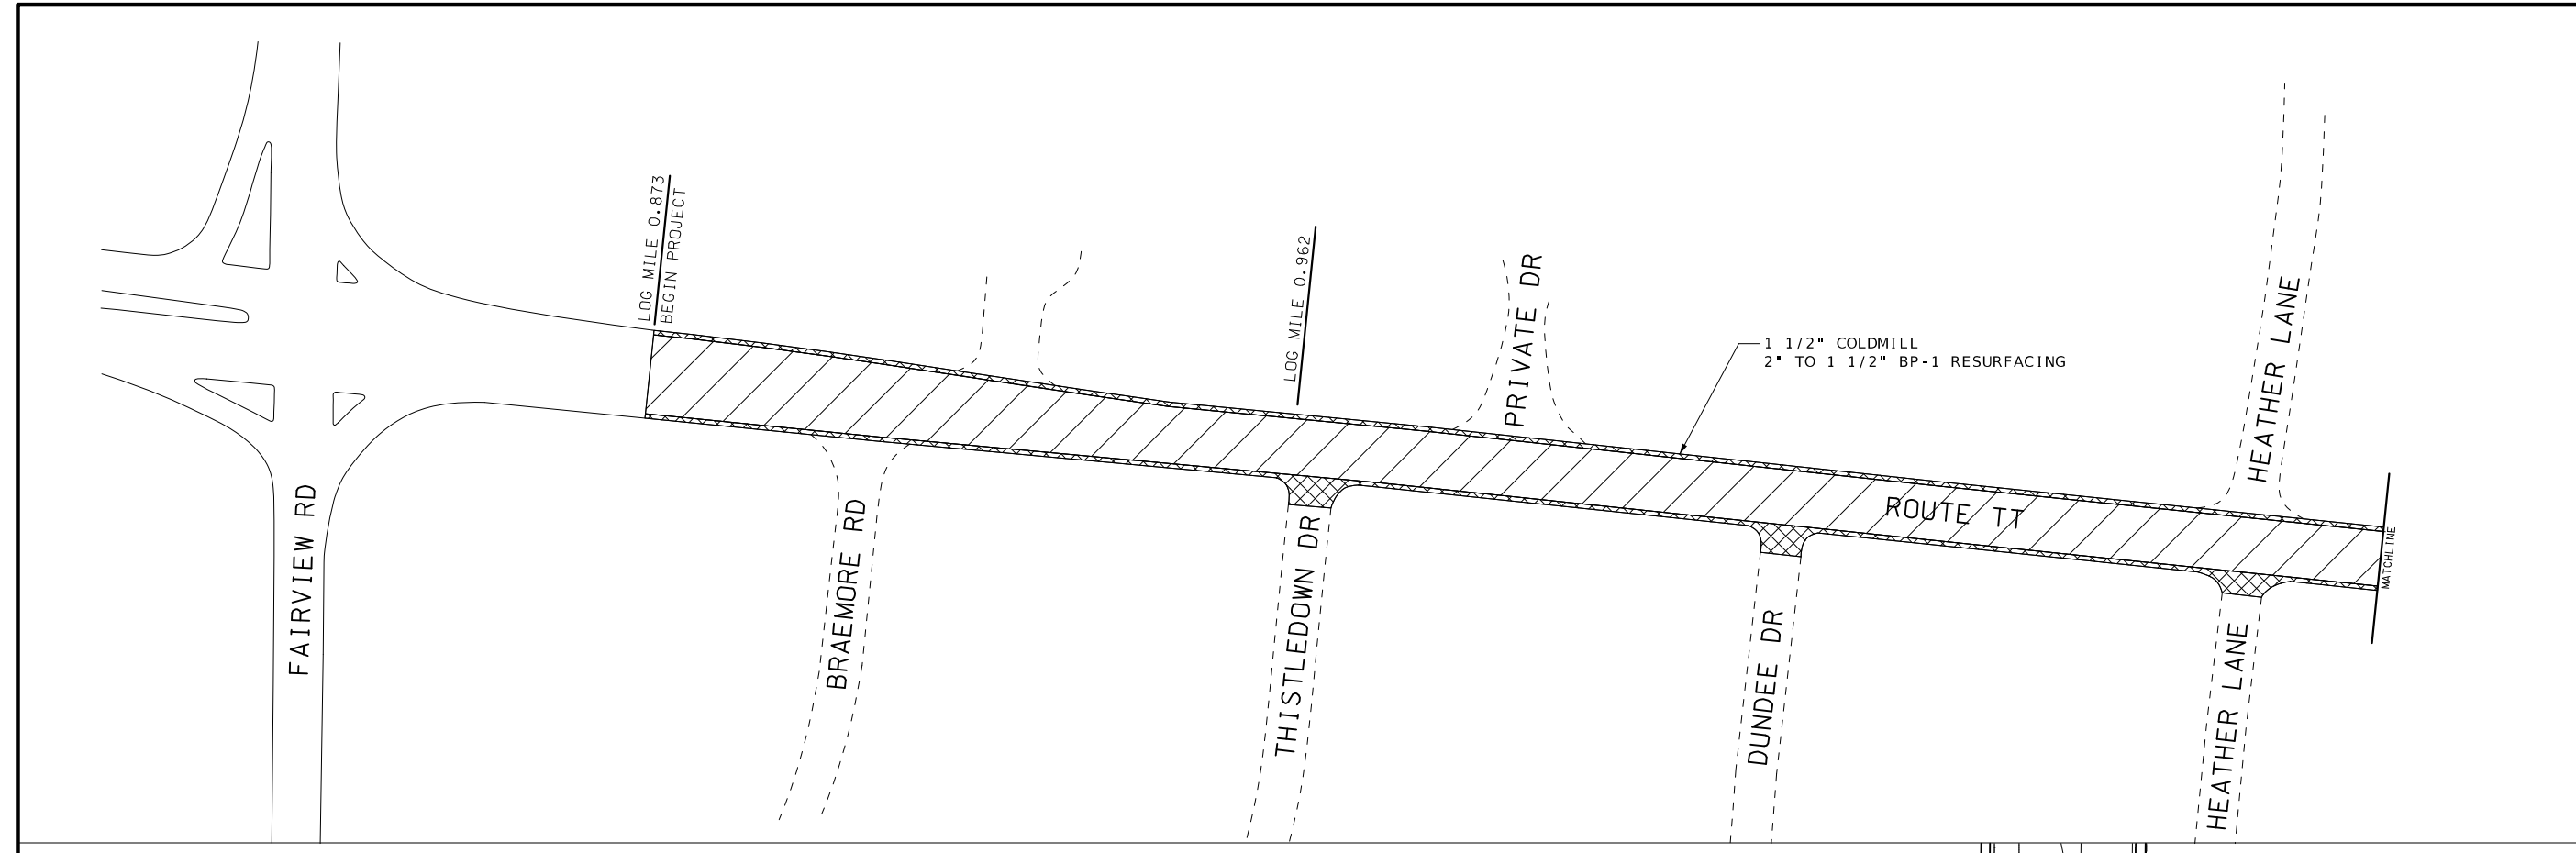 FAIRVIEW RD
LOG MILE 0.873
BEGIN PROJECT
BRAEMORE RD
LOG MILE 0.962
THISTLEDOWN DR
PRIVATE DR
1 1/2" COLDMILL
2" TO 1 1/2" BP-1 RESURFACING
DUNDEE DR
ROUTE TT
HEATHER LANE
HEATHER LANE
MATCHLINE